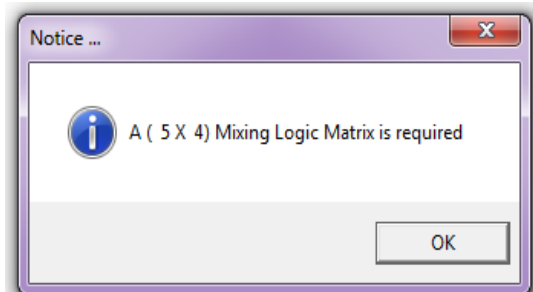 Notice ...
A ( 5 X 4) Mixing Logic Matrix is required
OK